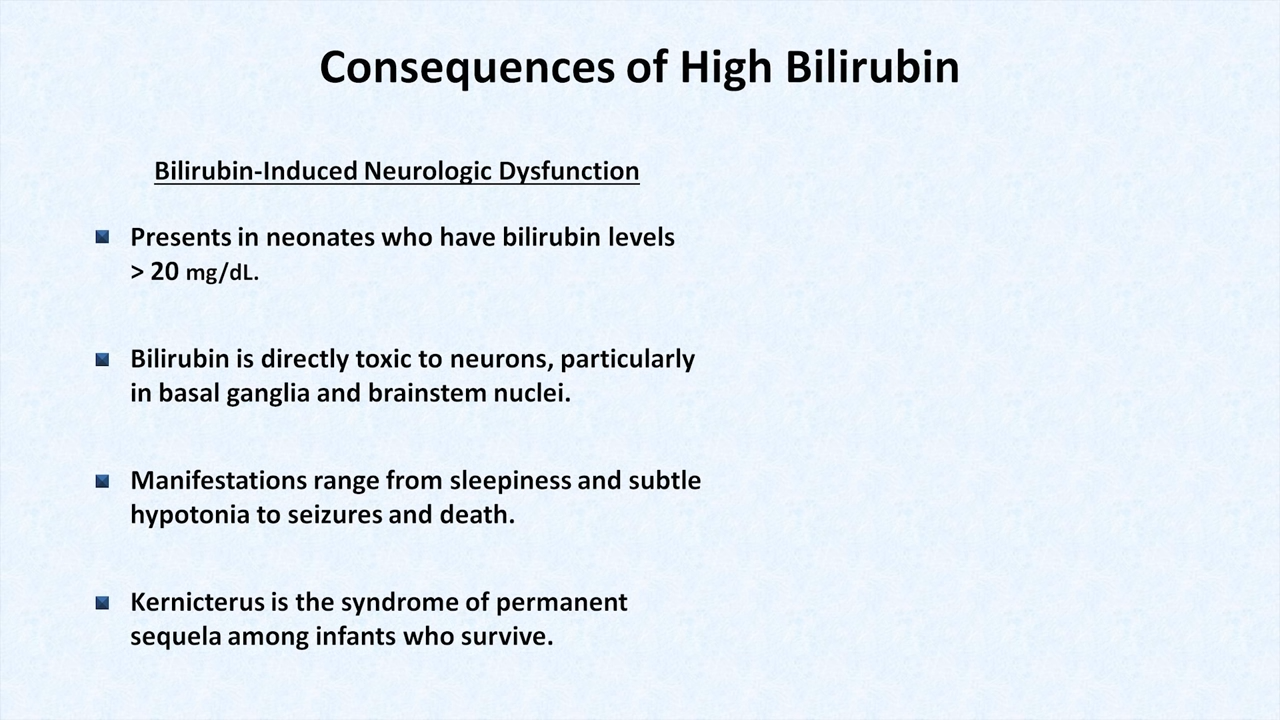 Consequences of High Bilirubin
Bilirubin-Induced Neurologic Dysfunction
Presents in neonates who have bilirubin levels
> 20 mg/dL.
Bilirubin is directly toxic to neurons, particularly
in basal ganglia and brainstem nuclei.
Manifestations range from sleepiness and subtle
hypotonia to seizures and death.
Kernicterus is the syndrome of permanent
sequela among infants who survive.